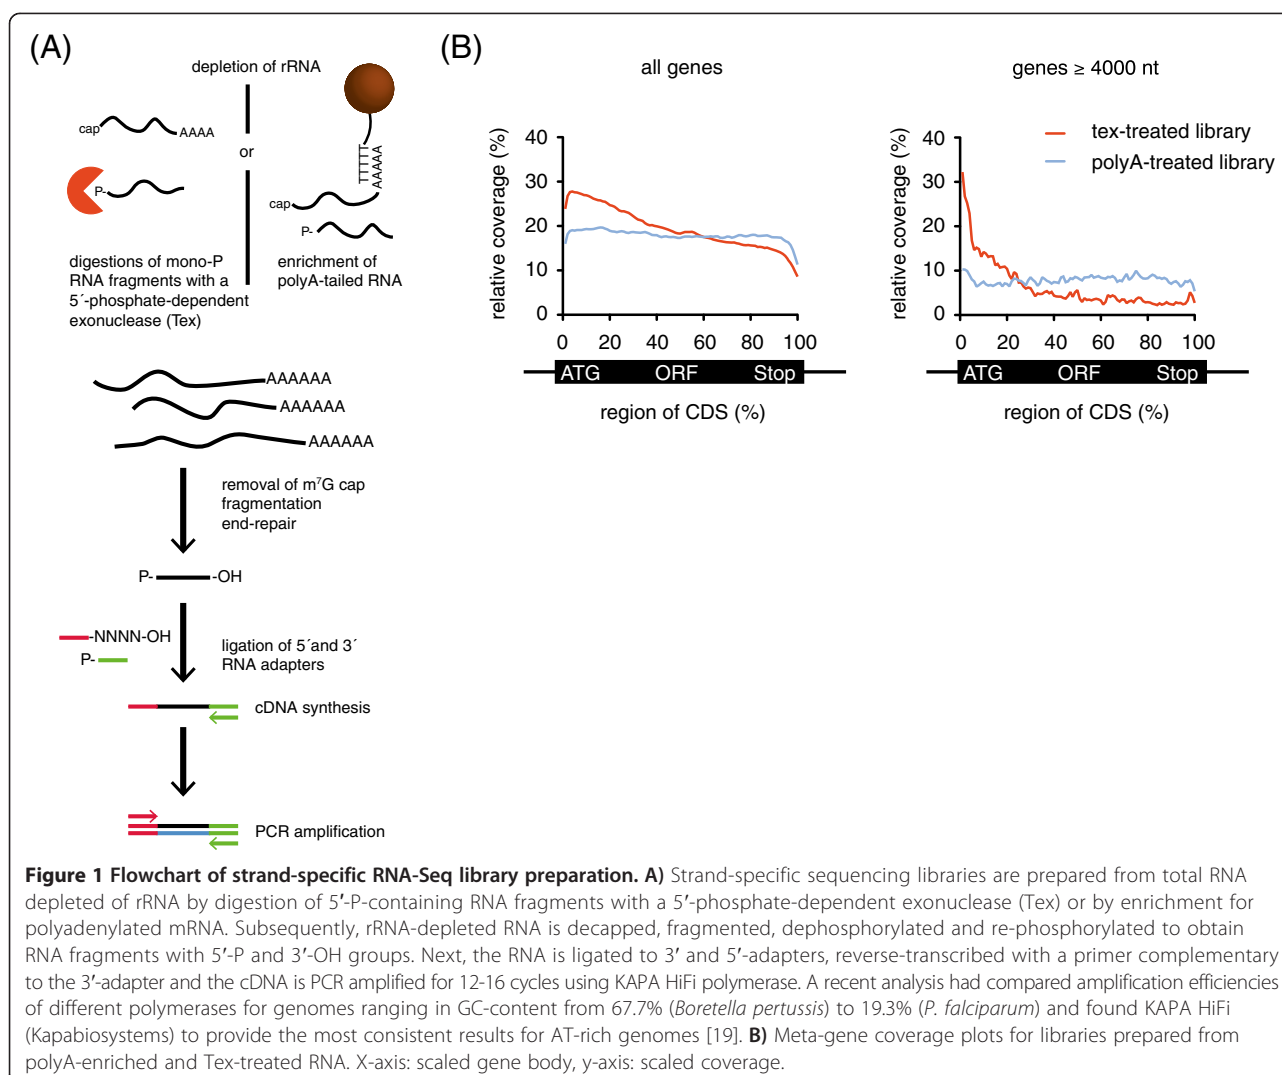 (A)
depletion of rRNA
cap
AAAA
or
TTTTT
AAAAA
P-
cap
P-
digestions of mono-P
RNA fragments with a
5´-phosphate-dependent
exonuclease (Tex)
enrichment of
polyA-tailed RNA
AAAAAA
AAAAAA
AAAAAA
removal of m⁷G cap
fragmentation
end-repair
P-
-OH
-NNNN-OH
P-
ligation of 5´and 3´
RNA adapters
cDNA synthesis
PCR amplification
(B)
all genes
relative coverage (%)
40
30
20
10
0
0 20 40 60 80 100
ATG ORF Stop
region of CDS (%)
genes ≥ 4000 nt
tex-treated library
polyA-treated library
relative coverage (%)
40
30
20
10
0
0 20 40 60 80 100
ATG ORF Stop
region of CDS (%)
Figure 1 Flowchart of strand-specific RNA-Seq library preparation. A) Strand-specific sequencing libraries are prepared from total RNA
depleted of rRNA by digestion of 5′-P-containing RNA fragments with a 5′-phosphate-dependent exonuclease (Tex) or by enrichment for
polyadenylated mRNA. Subsequently, rRNA-depleted RNA is decapped, fragmented, dephosphorylated and re-phosphorylated to obtain
RNA fragments with 5′-P and 3′-OH groups. Next, the RNA is ligated to 3′ and 5′-adapters, reverse-transcribed with a primer complementary
to the 3′-adapter and the cDNA is PCR amplified for 12-16 cycles using KAPA HiFi polymerase. A recent analysis had compared amplification efficiencies
of different polymerases for genomes ranging in GC-content from 67.7% (Boretella pertussis) to 19.3% (P. falciparum) and found KAPA HiFi
(Kapabiosystems) to provide the most consistent results for AT-rich genomes [19]. B) Meta-gene coverage plots for libraries prepared from
polyA-enriched and Tex-treated RNA. X-axis: scaled gene body, y-axis: scaled coverage.